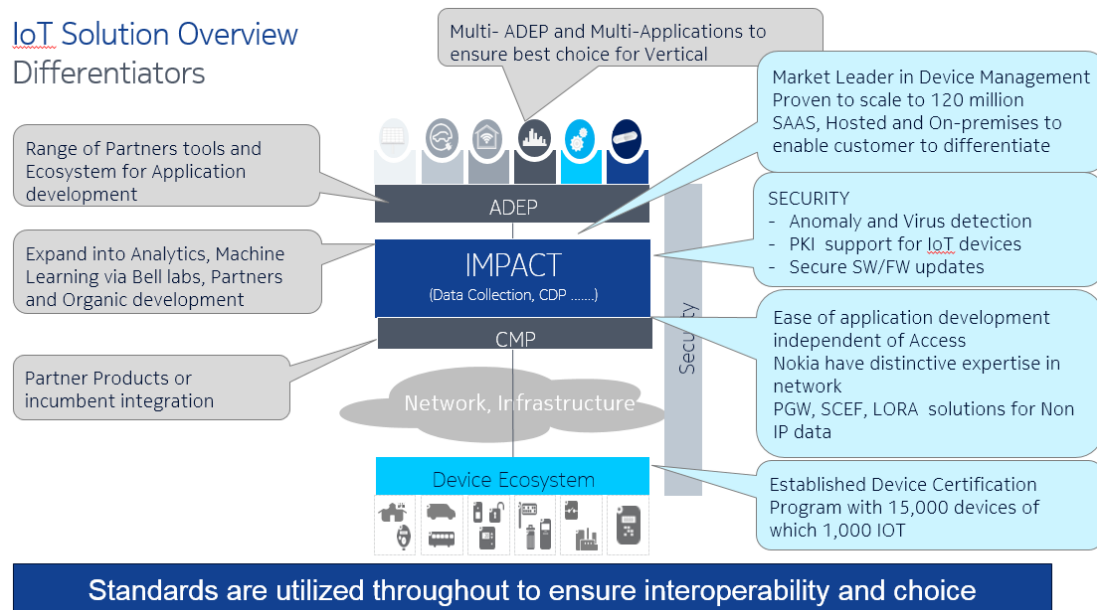 IoT Solution Overview
Differentiators
Multi- ADEP and Multi-Applications to
ensure best choice for Vertical
Market Leader in Device Management
Proven to scale to 120 million
SAAS, Hosted and On-premises to
enable customer to differentiate
Range of Partners tools and
Ecosystem for Application
development
ADEP
SECURITY
- Anomaly and Virus detection
- PKI support for IoT devices
- Secure SW/FW updates
Expand into Analytics, Machine
Learning via Bell labs, Partners
and Organic development
IMPACT
(Data Collection, CDP .......)
CMP
Security
Ease of application development
independent of Access
Nokia have distinctive expertise in
network
PGW, SCEF, LORA solutions for Non
IP data
Partner Products or
incumbent integration
Network, Infrastructure
Device Ecosystem
Established Device Certification
Program with 15,000 devices of
which 1,000 IOT
Standards are utilized throughout to ensure interoperability and choice